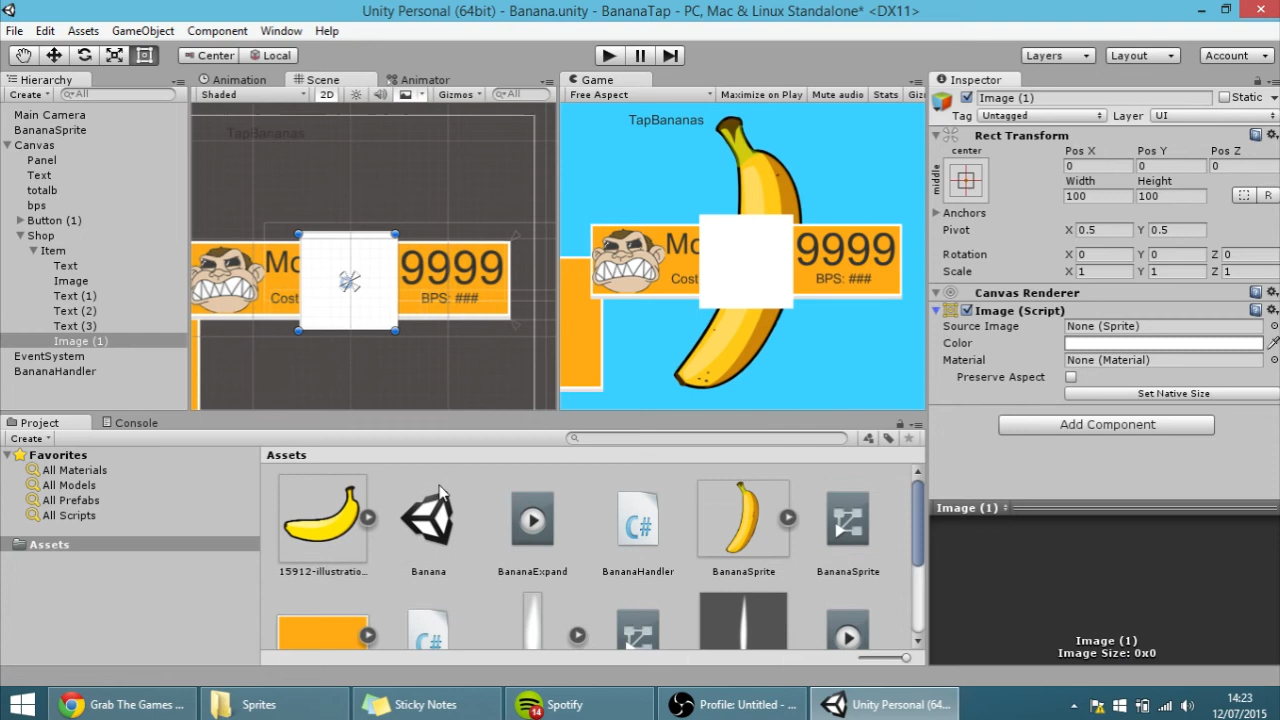 Unity Personal (64bit) - Banana.unity - BananaTap - PC, Mac & Linux Standalone* <DX11>
File Edit Assets GameObject Component Window Help
Center Local Layers Layout Account
Hierarchy Animation Scene Animator Game Inspector
Create All Shaded 2D Gizmos All Free Aspect Maximize on Play Mute audio Stats Giz
Image (1) Static
Tag Untagged Layer UI
Main Camera
BananaSprite
Canvas
Panel
Text
totalb
bps
Button (1)
Shop
Item
Text
Image
Text (1)
Text (2)
Text (3)
Image (1)
EventSystem
BananaHandler
TapBananas
Mo 9999
Cost BPS: ###
TapBananas
Mo 9999
Cost BPS: ###
Rect Transform
center Pos X Pos Y Pos Z
0 0 0
middle Width Height
100 100 R
Anchors
Pivot X 0.5 Y 0.5
Rotation X 0 Y 0 Z 0
Scale X 1 Y 1 Z 1
Canvas Renderer
Image (Script)
Source Image None (Sprite)
Color
Material None (Material)
Preserve Aspect
Set Native Size
Add Component
Image (1)
Image (1)
Image Size: 0x0
Project Console
Create
Favorites
All Materials
All Models
All Prefabs
All Scripts
Assets
Assets
15912-illustratio... Banana BananaExpand BananaHandler BananaSprite BananaSprite
C#
C#
C#
Grab The Games ... Sprites Sticky Notes Spotify 14 Profile: Untitled - ... Unity Personal (64...
14:23
12/07/2015